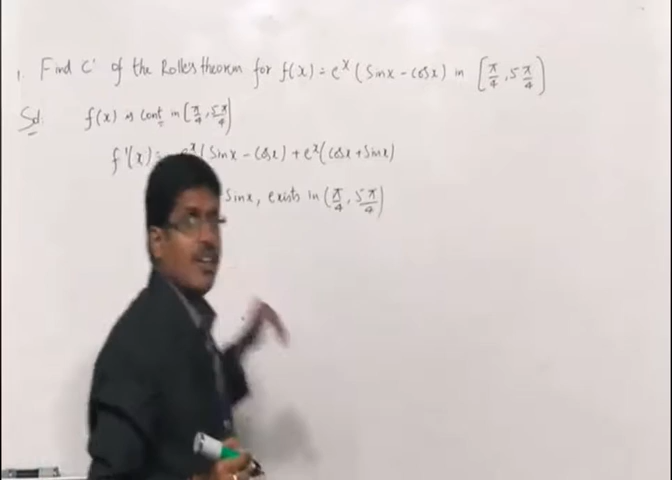 1. Find C' of the Rolles theorem for f(x) = e^x (Sinx - Cosx) in [π/4, 5π/4]
Sol f(x) is cont in [π/4, 5π/4]
f'(x) = e^x (Sinx - Cosx) + e^x (Cosx + Sinx)
Sinx, exists in (π/4, 5π/4)